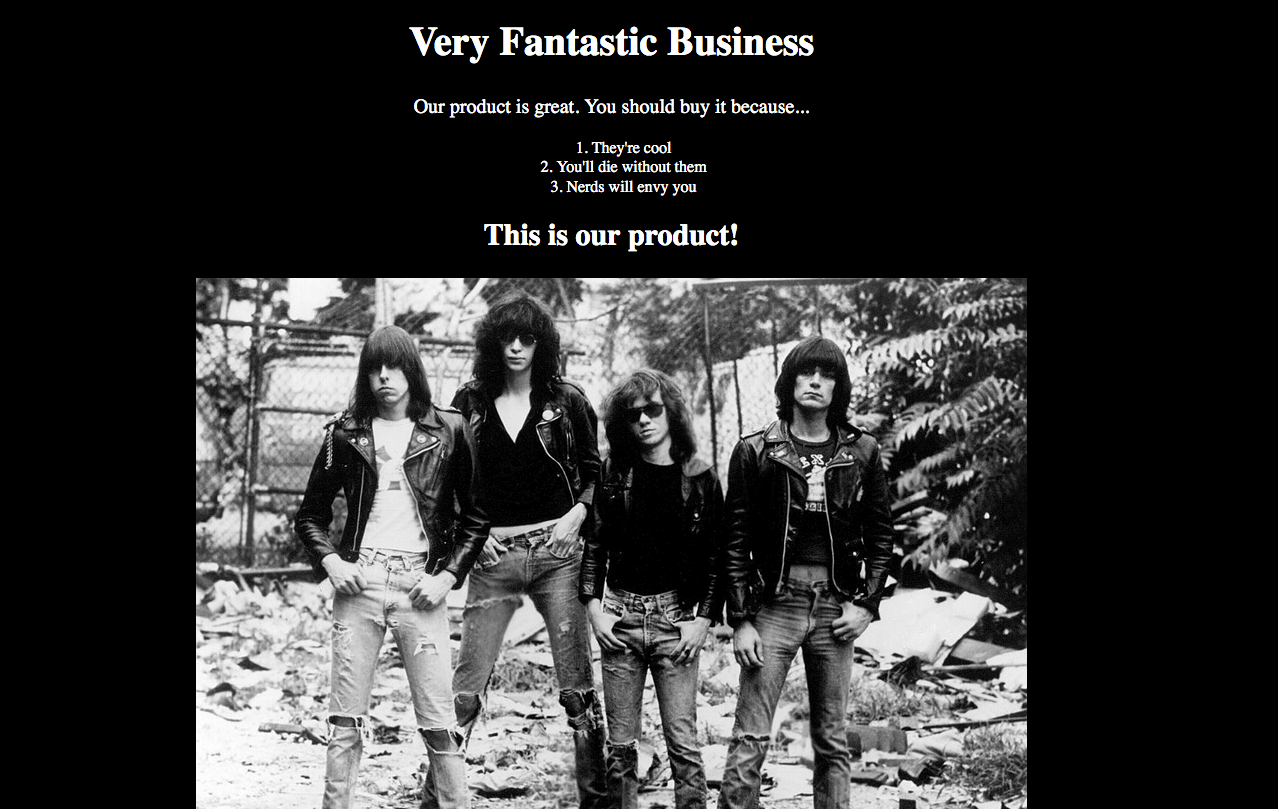 Very Fantastic Business
Our product is great. You should buy it because...
1. They're cool
2. You'll die without them
3. Nerds will envy you
This is our product!